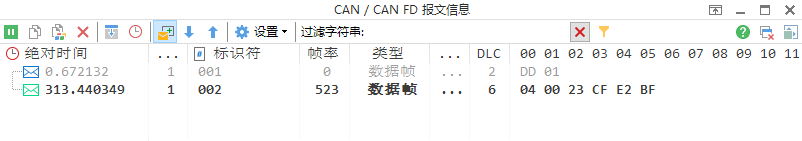 CAN / CAN FD 报文信息
设置 过滤字符串:
绝对时间 ... # 标识符 帧率 类型 ... DLC 00 01 02 03 04 05 06 07 08 09 10 11
0.672132 1 001 0 数据帧 ... 2 DD 01
313.440349 1 002 523 数据帧 ... 6 04 00 23 CF E2 BF